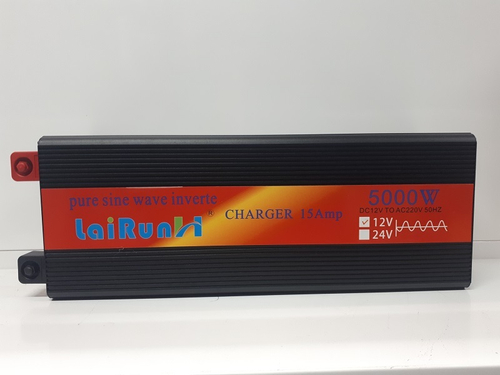 pure sine wave inverte
LaiRunH
CHARGER 15Amp
5000W
DC12V TO AC220V 50HZ
12V
24V